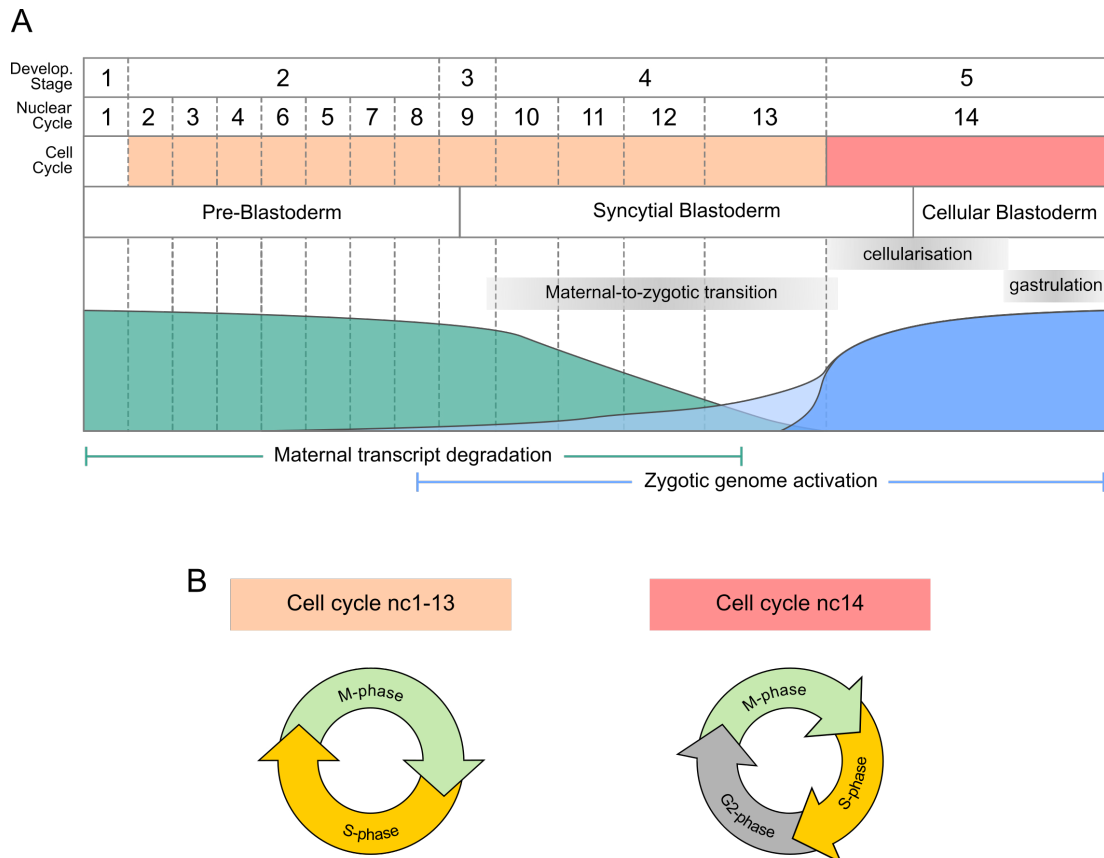 A
Develop. Stage 1 2 3 4 5
Nuclear Cycle 1 2 3 4 6 5 7 8 9 10 11 12 13 14
Cell Cycle
Pre-Blastoderm Syncytial Blastoderm Cellular Blastoderm
cellularisation
gastrulation
Maternal-to-zygotic transition
Maternal transcript degradation
Zygotic genome activation
B
Cell cycle nc1-13
Cell cycle nc14
M-phase
S-phase
M-phase
S-phase
G2-phase